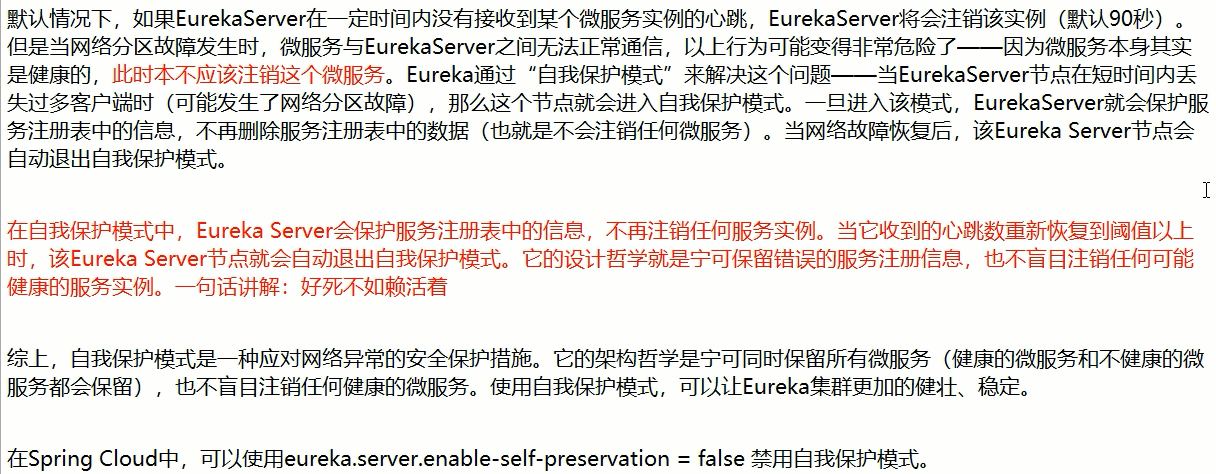 默认情况下，如果EurekaServer在一定时间内没有接收到某个微服务实例的心跳，EurekaServer将会注销该实例（默认90秒）。
但是当网络分区故障发生时，微服务与EurekaServer之间无法正常通信，以上行为可能变得非常危险了——因为微服务本身其实
是健康的，此时本不应该注销这个微服务。Eureka通过“自我保护模式”来解决这个问题——当EurekaServer节点在短时间内丢
失过多客户端时（可能发生了网络分区故障），那么这个节点就会进入自我保护模式。一旦进入该模式，EurekaServer就会保护服
务注册表中的信息，不再删除服务注册表中的数据（也就是不会注销任何微服务）。当网络故障恢复后，该Eureka Server节点会
自动退出自我保护模式。
在自我保护模式中，Eureka Server会保护服务注册表中的信息，不再注销任何服务实例。当它收到的心跳数重新恢复到阈值以上
时，该Eureka Server节点就会自动退出自我保护模式。它的设计哲学就是宁可保留错误的服务注册信息，也不盲目注销任何可能
健康的服务实例。一句话讲解：好死不如赖活着
综上，自我保护模式是一种应对网络异常的安全保护措施。它的架构哲学是宁可同时保留所有微服务（健康的微服务和不健康的微
服务都会保留），也不盲目注销任何健康的微服务。使用自我保护模式，可以让Eureka集群更加的健壮、稳定。
在Spring Cloud中，可以使用eureka.server.enable-self-preservation = false 禁用自我保护模式。